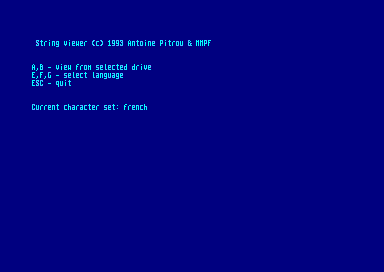 String viewer (c) 1993 Antoine Pitrou & MMPF
A,B - view from selected drive
E,F,G - select language
ESC - quit
Current character set: french